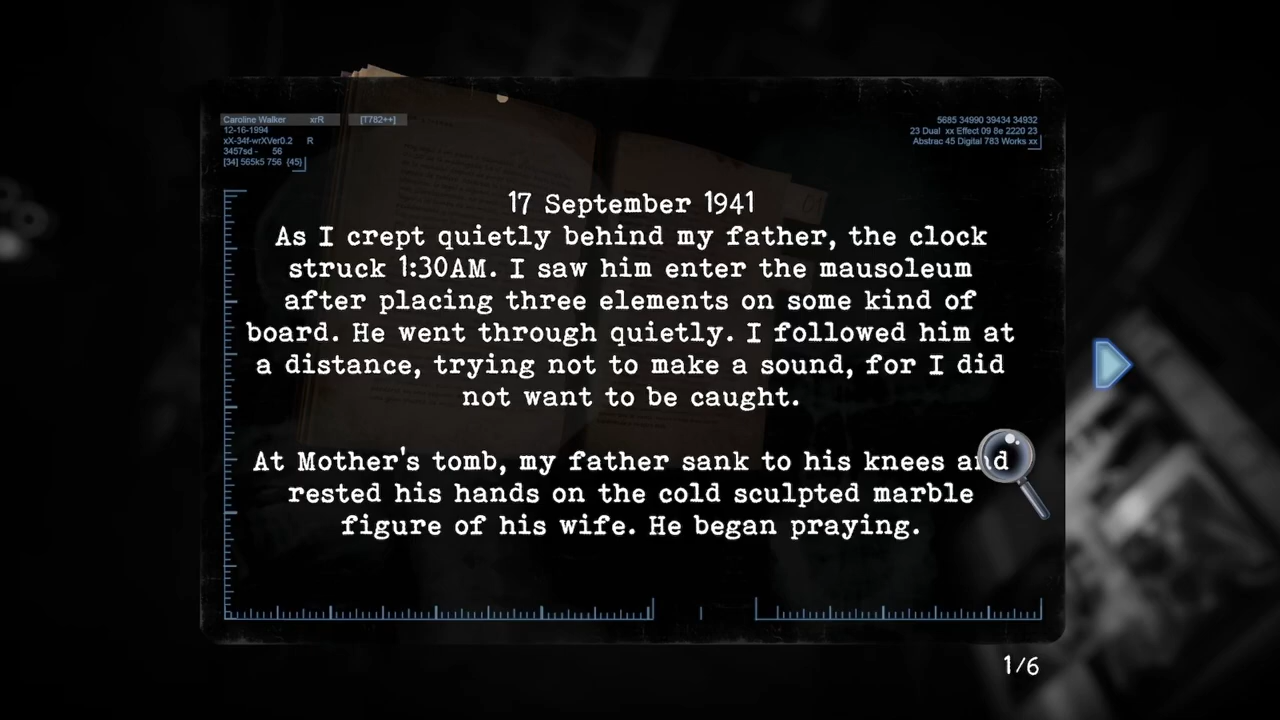 Caroline Walker xrR [T782++]
12-16-1994
xX-34f-wrXVer0.2 R
3457sd - 56
[34] 565k5 756 {45}
5685 34990 39434 34932
23 Dual xx Effect 09 8e 2220 23
Abstrac 45 Digital 783 Works xx
17 September 1941
As I crept quietly behind my father, the clock
struck 1:30AM. I saw him enter the mausoleum
after placing three elements on some kind of
board. He went through quietly. I followed him at
a distance, trying not to make a sound, for I did
not want to be caught.
At Mother's tomb, my father sank to his knees and
rested his hands on the cold sculpted marble
figure of his wife. He began praying.
1/6